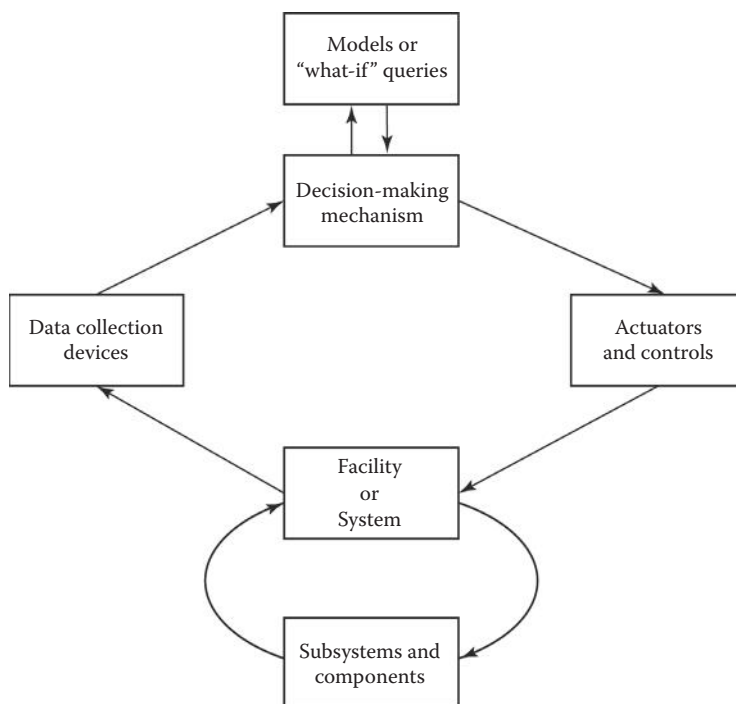 Models or
“what-if” queries
Decision-making
mechanism
Data collection
devices
Actuators
and controls
Facility
or
System
Subsystems and
components